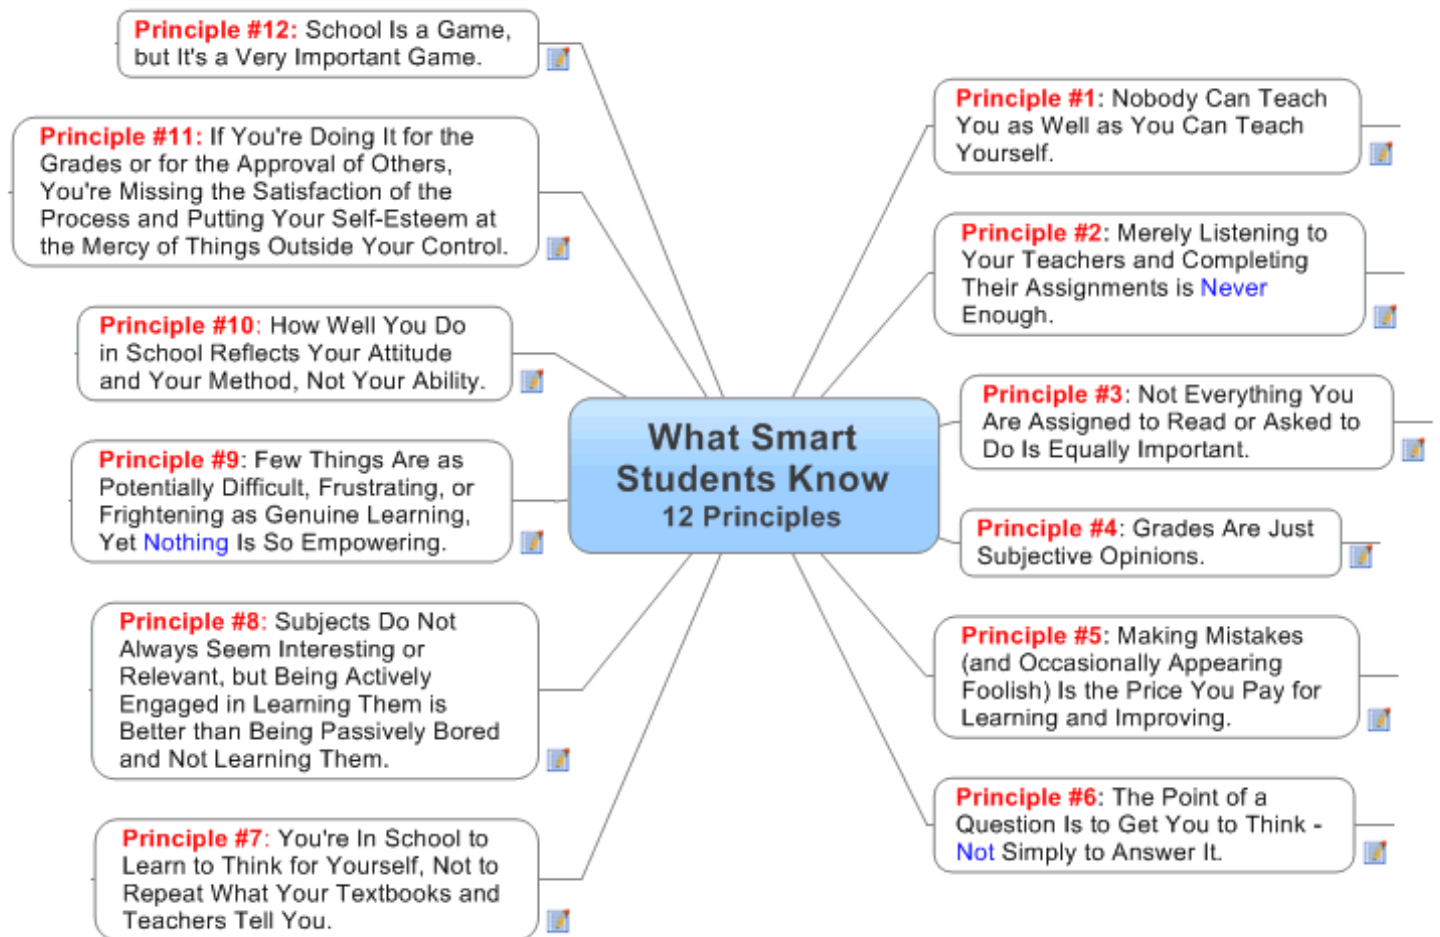 What Smart
Students Know
12 Principles
Principle #1: Nobody Can Teach
You as Well as You Can Teach
Yourself.
Principle #2: Merely Listening to
Your Teachers and Completing
Their Assignments is Never
Enough.
Principle #3: Not Everything You
Are Assigned to Read or Asked to
Do Is Equally Important.
Principle #4: Grades Are Just
Subjective Opinions.
Principle #5: Making Mistakes
(and Occasionally Appearing
Foolish) Is the Price You Pay for
Learning and Improving.
Principle #6: The Point of a
Question Is to Get You to Think -
Not Simply to Answer It.
Principle #7: You're In School to
Learn to Think for Yourself, Not to
Repeat What Your Textbooks and
Teachers Tell You.
Principle #8: Subjects Do Not
Always Seem Interesting or
Relevant, but Being Actively
Engaged in Learning Them is
Better than Being Passively Bored
and Not Learning Them.
Principle #9: Few Things Are as
Potentially Difficult, Frustrating, or
Frightening as Genuine Learning,
Yet Nothing Is So Empowering.
Principle #10: How Well You Do
in School Reflects Your Attitude
and Your Method, Not Your Ability.
Principle #11: If You're Doing It for the
Grades or for the Approval of Others,
You're Missing the Satisfaction of the
Process and Putting Your Self-Esteem at
the Mercy of Things Outside Your Control.
Principle #12: School Is a Game,
but It's a Very Important Game.